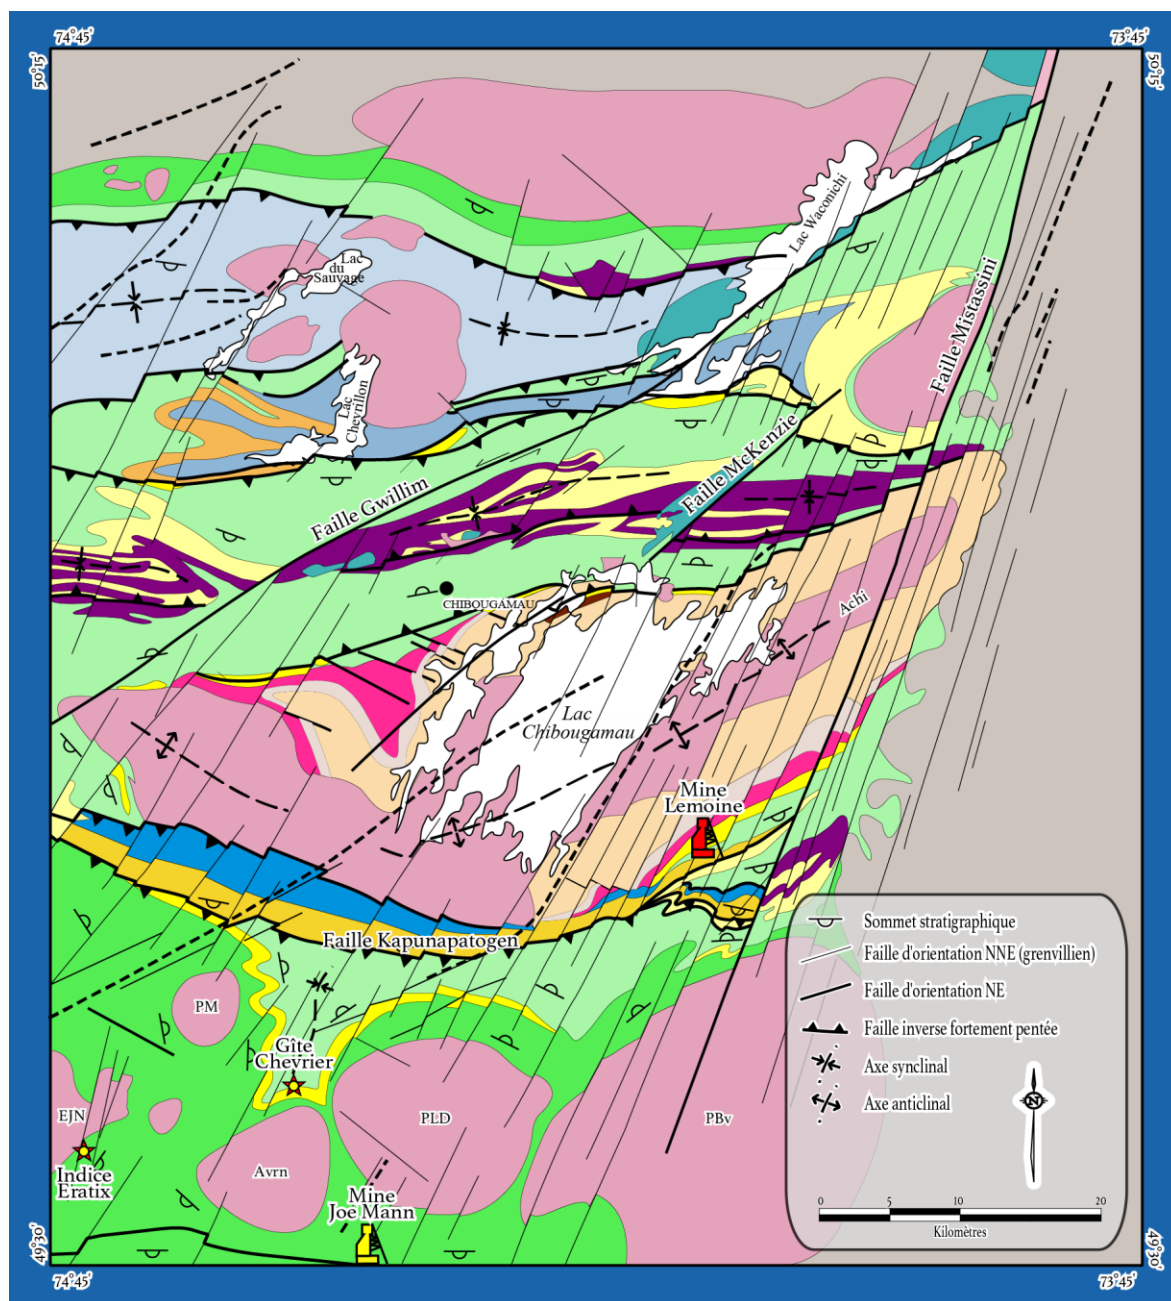 74°45'
73°45'
50°15'
50°15'
Lac Waconichi
Lac
du
Sauvage
Faille Mistassini
Lac
Chevrillon
Faille McKenzie
Faille Gwillim
CHIBOUGAMAU
Achi
Lac
Chibougamau
Mine
Lemoine
Faille Kapunapatogen
Sommet stratigraphique
Faille d'orientation NNE (grenvillien)
Faille d'orientation NE
Faille inverse fortement pentée
Axe synclinal
Axe anticlinal
N
0 5 10 20
Kilomètres
PM
Gîte
Chevrier
EJN
PLD
PBv
Indice
Eratix
Avrn
Mine
Joe Mann
49°30'
49°30'
74°45'
73°45'